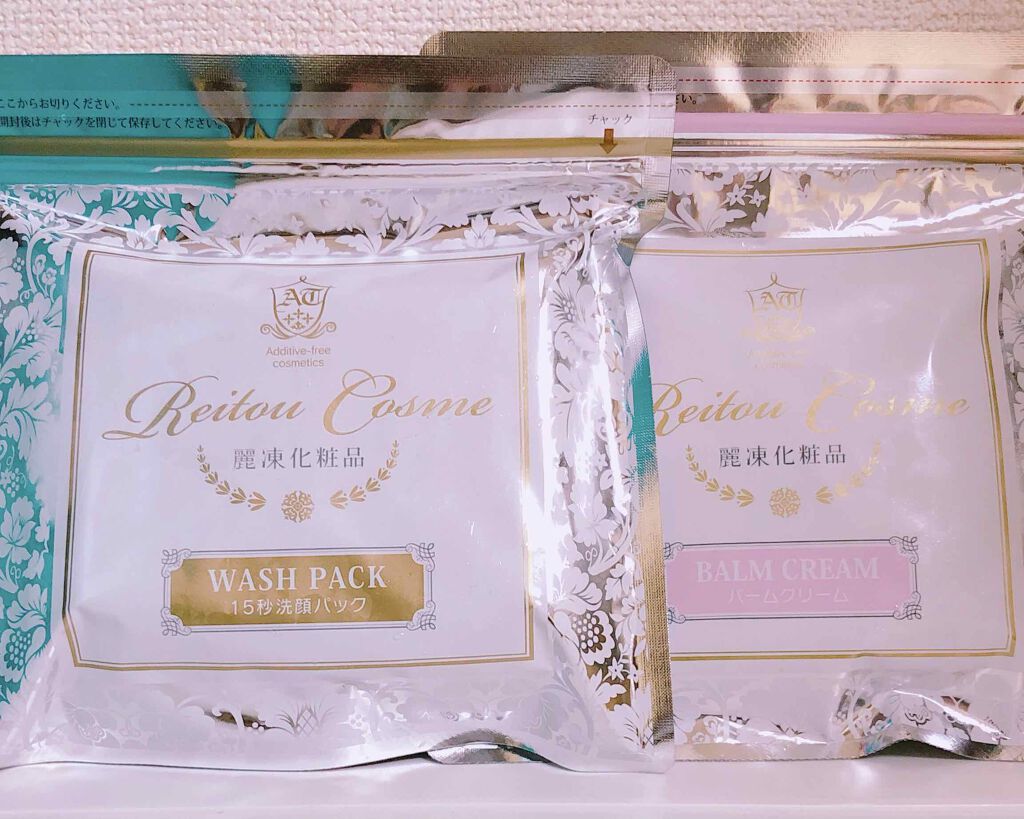 ここからお切りください。
開封後はチャックを閉じて保存してください。
チャック
AT
Additive-free
cosmetics
Reitou Cosme
麗凍化粧品
WASH PACK
15秒洗顔パック
さい。
AT
Reitou Cosme
麗凍化粧品
BALM CREAM
バームクリーム